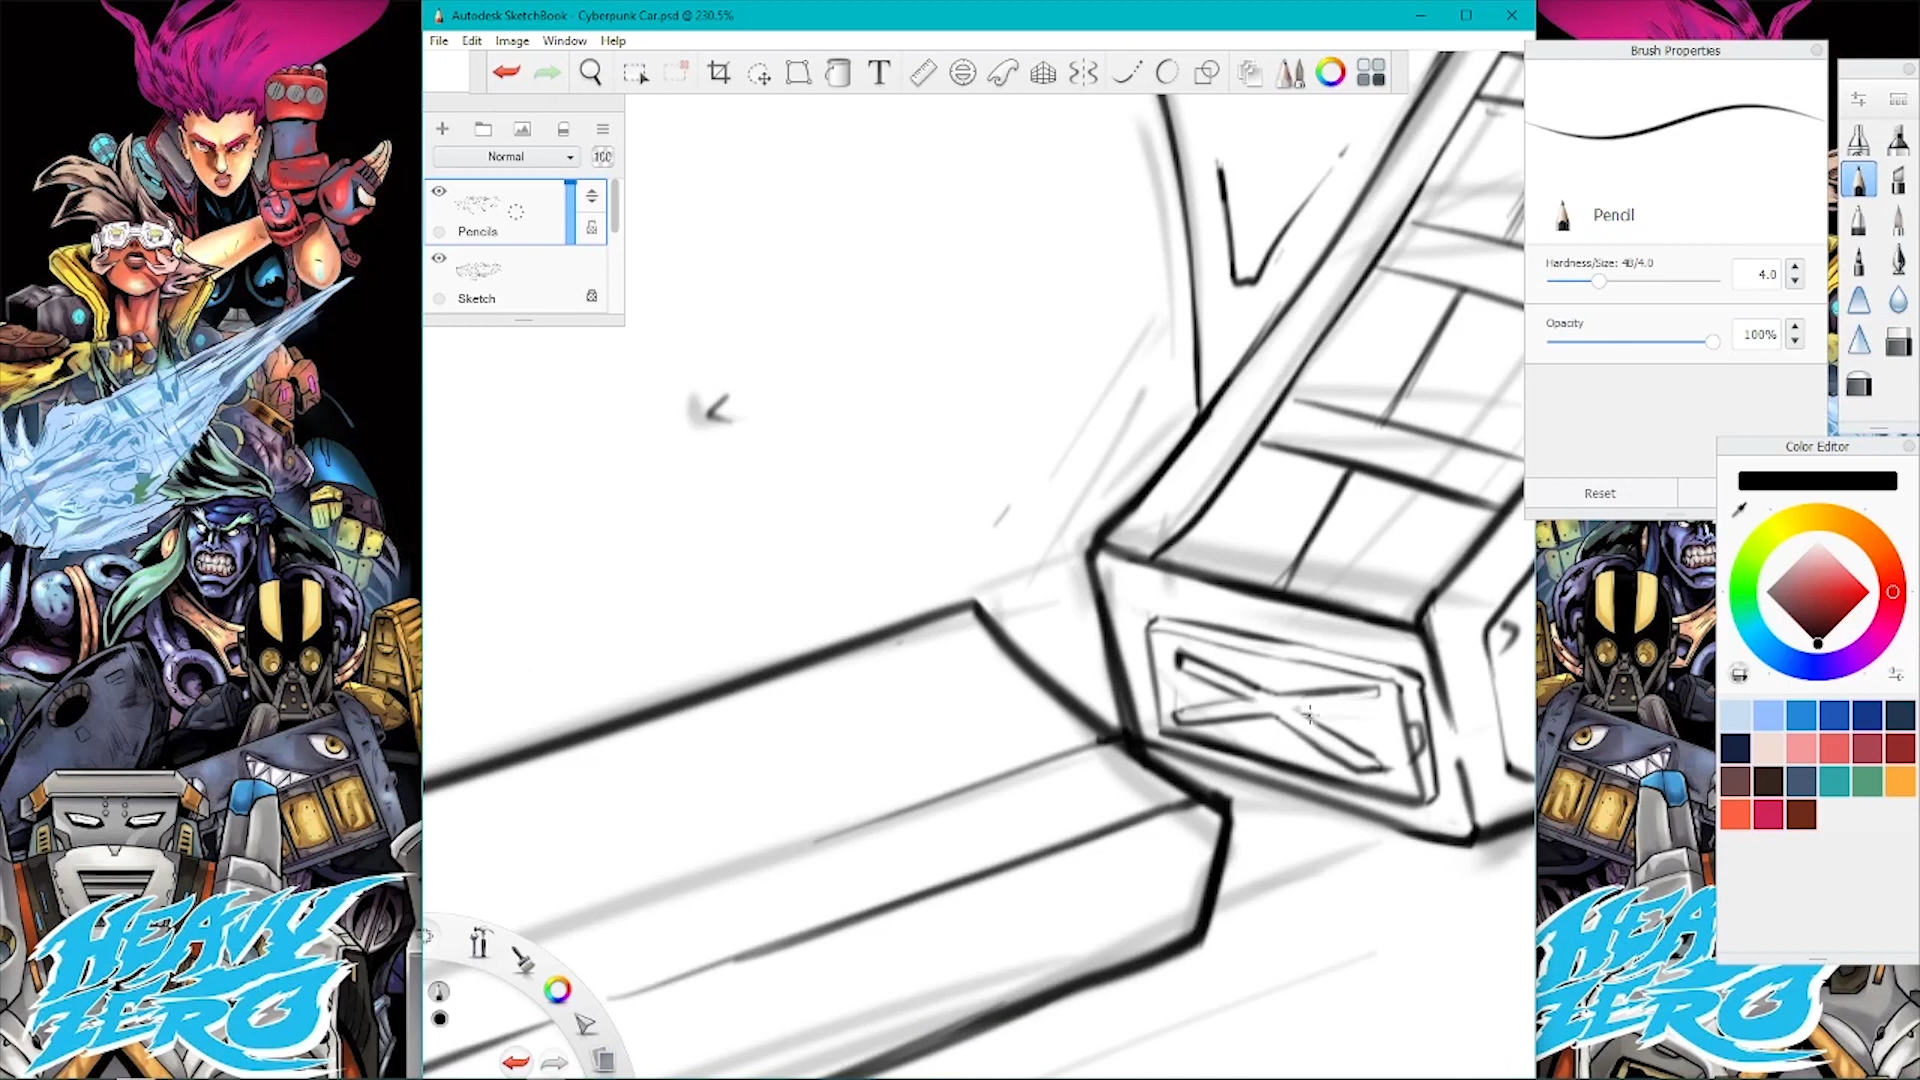 Autodesk SketchBook - Cyberpunk Car.psd @ 230.5%
File Edit Image Window Help
Normal
100
Pencils
Sketch
Brush Properties
Pencil
Hardness/Size: 4B/4.0
4.0
Opacity
100%
Reset
Color Editor
HEAVY
ZERO
HEAVY
ZERO